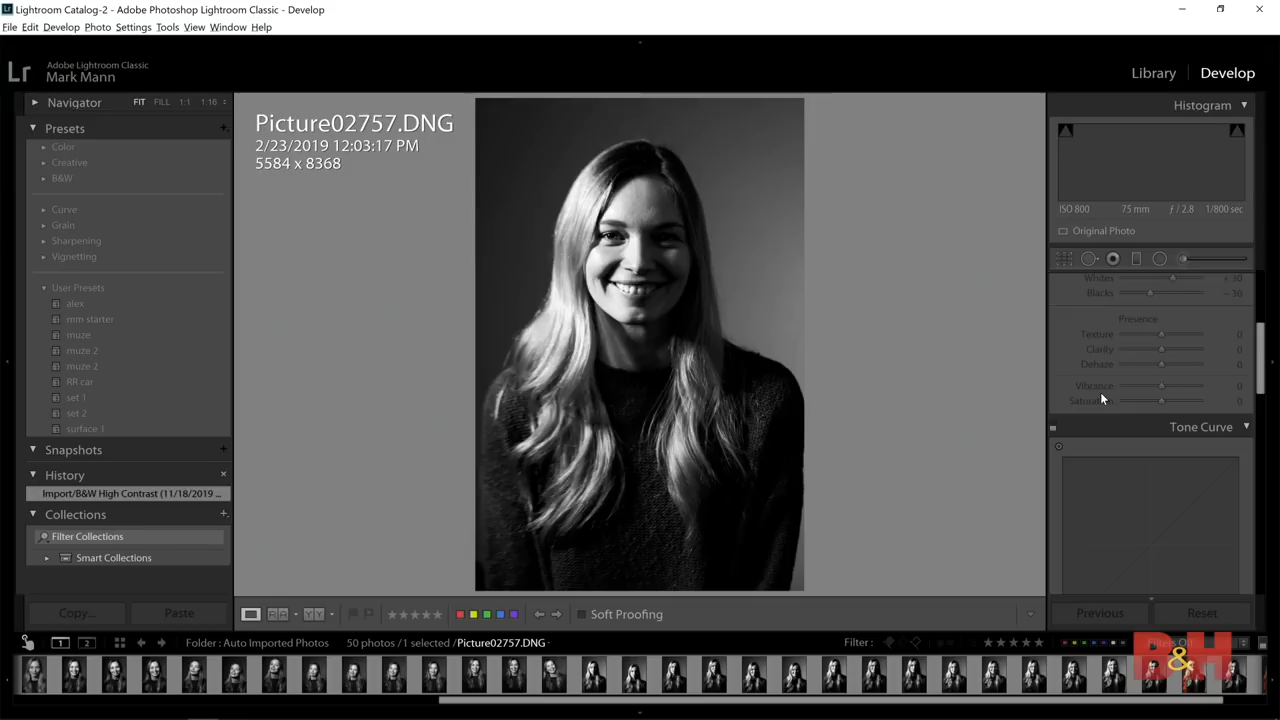 Lightroom Catalog-2 - Adobe Photoshop Lightroom Classic - Develop
File Edit Develop Photo Settings Tools View Window Help
Lr
Adobe Lightroom Classic
Mark Mann
Library | Develop
Navigator FIT FILL 1:1 1:16
Presets
Color
Creative
B&W
Curve
Grain
Sharpening
Vignetting
User Presets
alex
mm starter
muze
muze 2
muze 2
RR car
set 1
set 2
surface 1
Snapshots
History
Import/B&W High Contrast (11/18/2019 ...
Collections
Filter Collections
Smart Collections
Copy... Paste
Picture02757.DNG
2/23/2019 12:03:17 PM
5584 x 8368
Soft Proofing
Histogram
ISO 800 75 mm ƒ / 2.8 1/800 sec
Original Photo
Whites + 30
Blacks – 30
Presence
Texture 0
Clarity 0
Dehaze 0
Vibrance 0
Saturation 0
Tone Curve
Previous Reset
1 2 Folder : Auto Imported Photos 50 photos /1 selected /Picture02757.DNG Filter : Filters Off
B&H